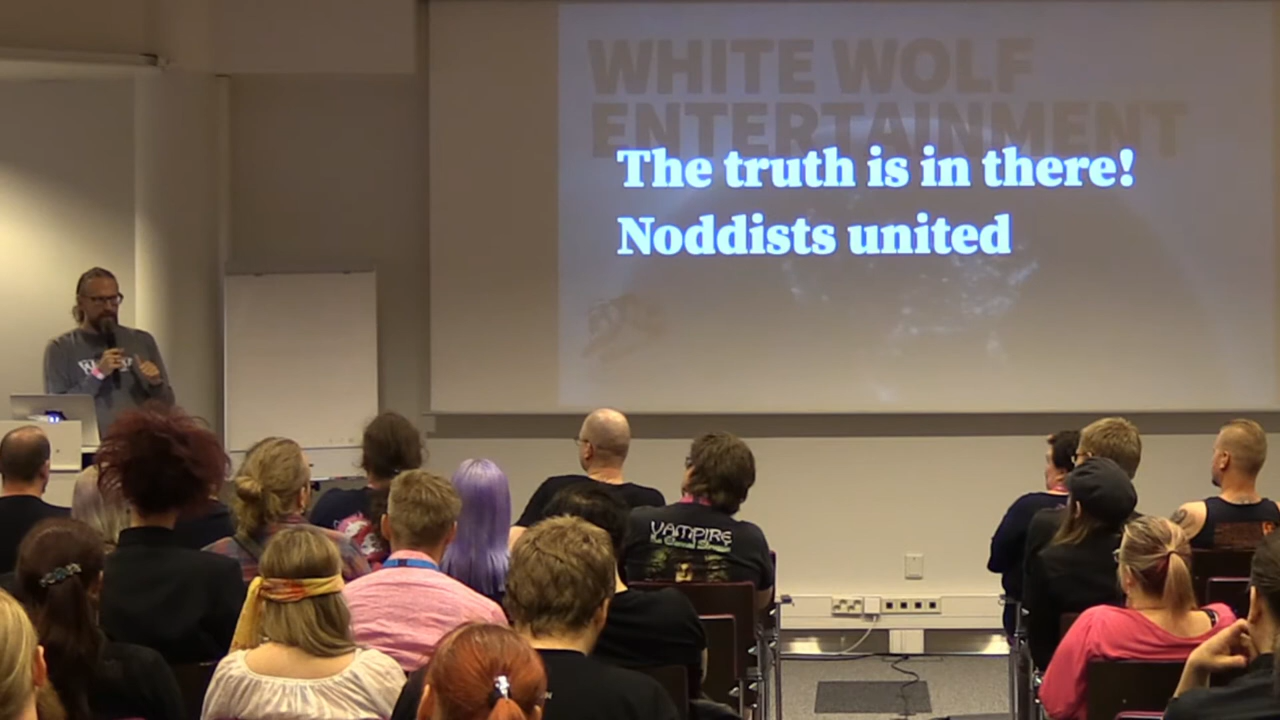 WHITE WOLF
ENTERTAINMENT
The truth is in there!
Noddists united
VAMPIRE